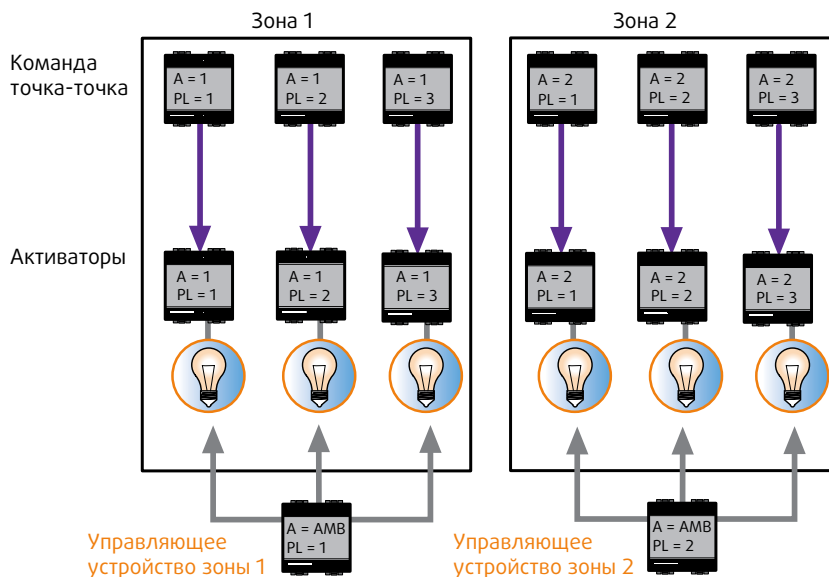 Зона 1
Зона 2
Команда
точка-точка
A = 1
PL = 1
A = 1
PL = 2
A = 1
PL = 3
A = 2
PL = 1
A = 2
PL = 2
A = 2
PL = 3
Активаторы
A = 1
PL = 1
A = 1
PL = 2
A = 1
PL = 3
A = 2
PL = 1
A = 2
PL = 2
A = 2
PL = 3
A = AMB
PL = 1
A = AMB
PL = 2
Управляющее
устройство зоны 1
Управляющее
устройство зоны 2